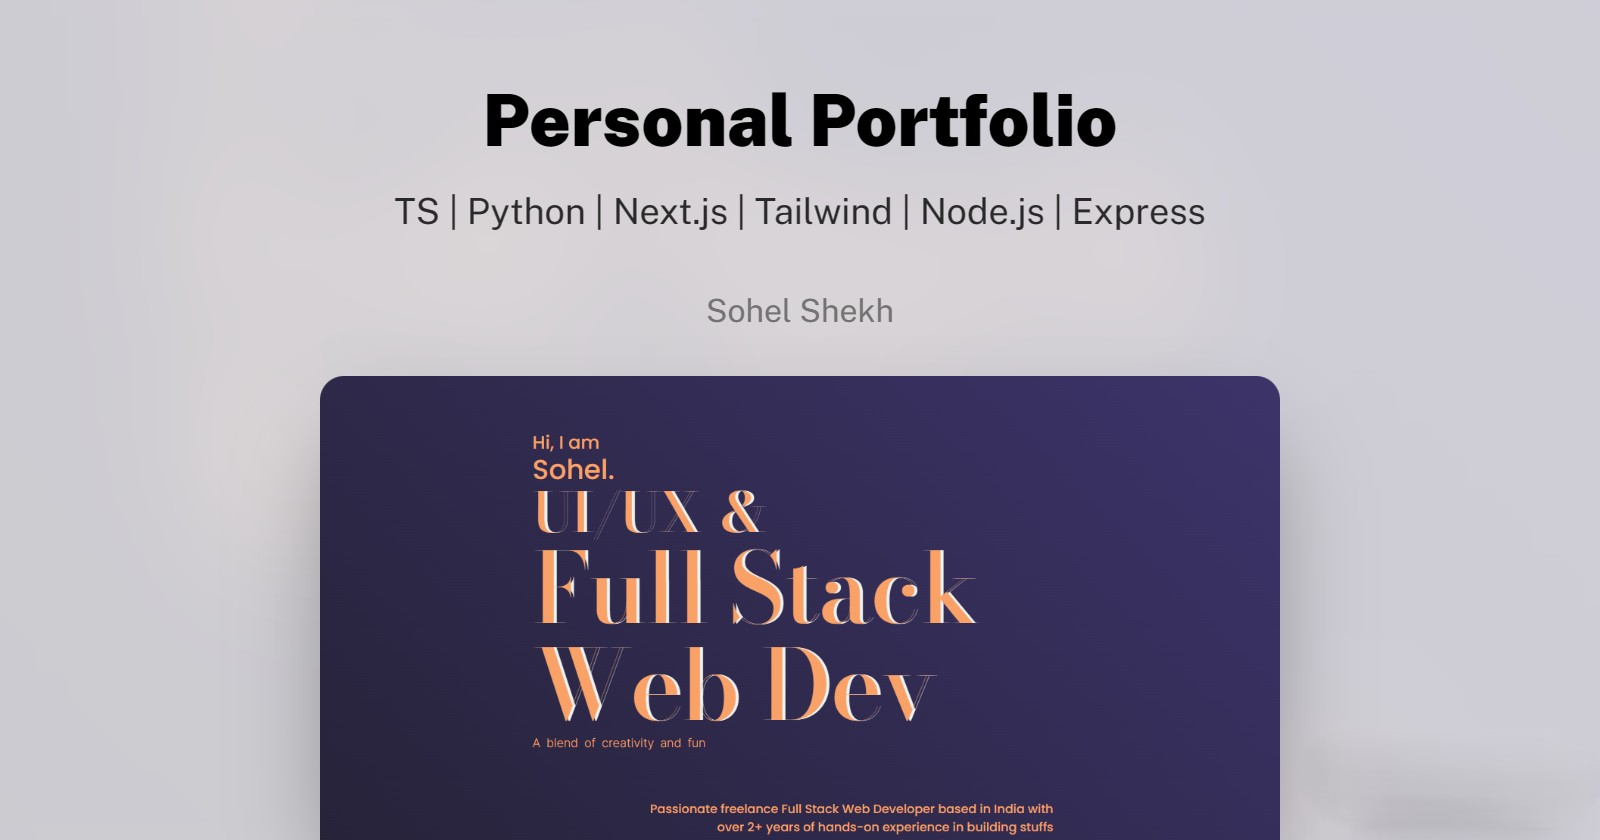 Personal Portfolio
TS | Python | Next.js | Tailwind | Node.js | Express
Sohel Shekh
Hi, I am
Sohel.
UI/UX &
Full Stack
Web Dev
A blend of creativity and fun
Passionate freelance Full Stack Web Developer based in India with
over 2+ years of hands-on experience in building stuffs